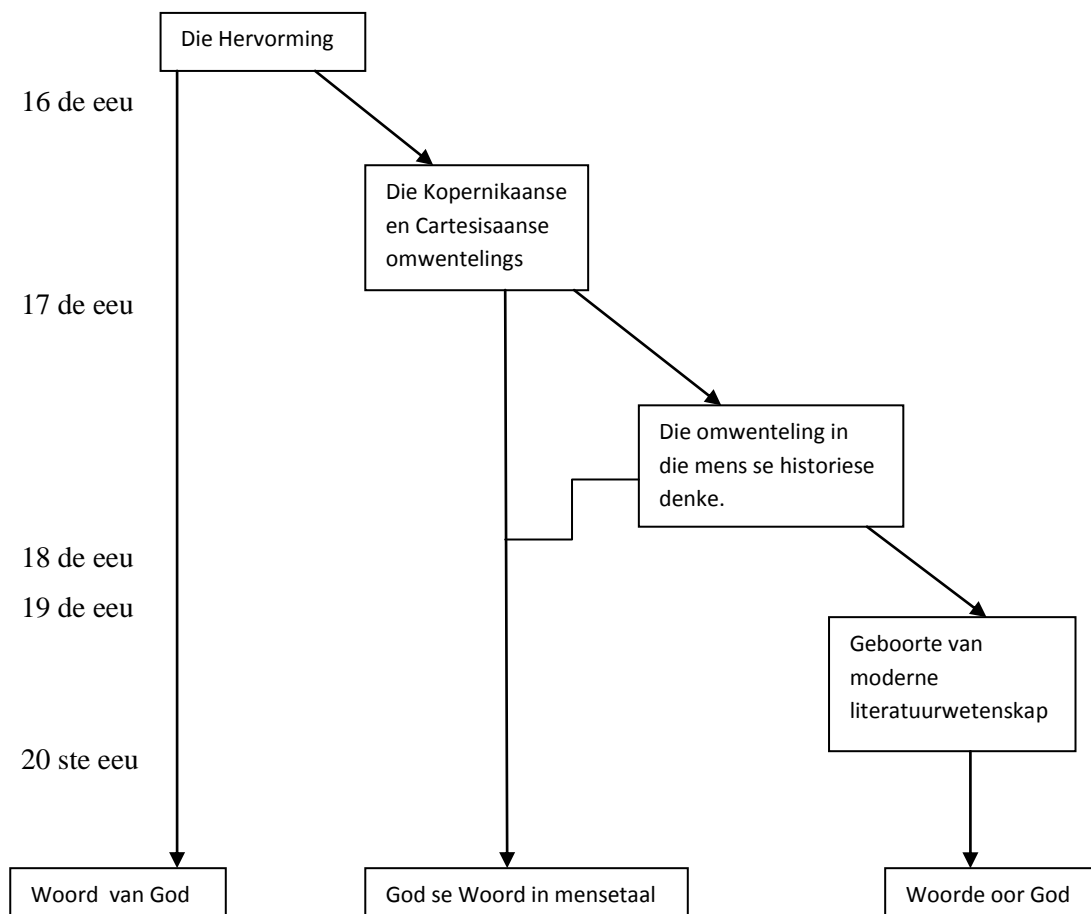 Die Hervorming
16 de eeu
Die Kopernikaanse
en Cartesisaanse
omwentelings
17 de eeu
Die omwenteling in
die mens se historiese
denke.
18 de eeu
19 de eeu
Geboorte van
moderne
literatuurwetenskap
20 ste eeu
Woord van God
God se Woord in mensetaal
Woorde oor God